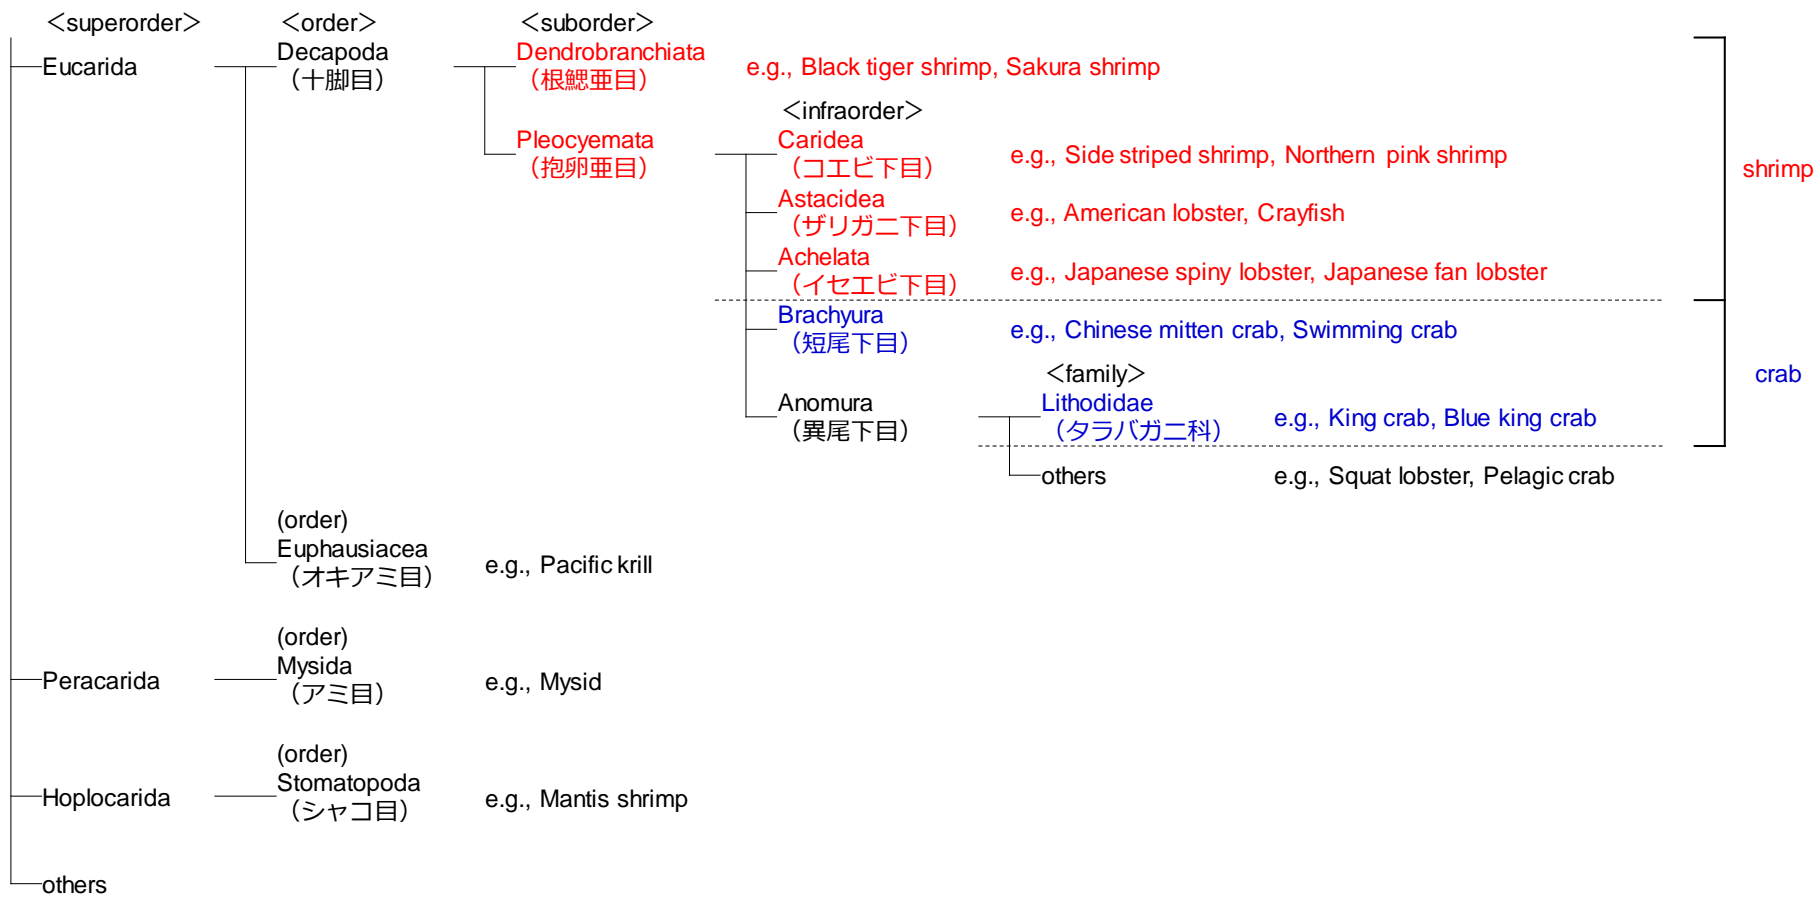 ＜superorder＞ ＜order＞ ＜suborder＞
Eucarida
Decapoda
（十脚目）
Dendrobranchiata
（根鰓亜目）
e.g., Black tiger shrimp, Sakura shrimp
＜infraorder＞
Pleocyemata
（抱卵亜目）
Caridea
（コエビ下目）
e.g., Side striped shrimp, Northern pink shrimp
shrimp
Astacidea
（ザリガニ下目）
e.g., American lobster, Crayfish
Achelata
（イセエビ下目）
e.g., Japanese spiny lobster, Japanese fan lobster
Brachyura
（短尾下目）
e.g., Chinese mitten crab, Swimming crab
crab
＜family＞
Anomura
（異尾下目）
Lithodidae
（タラバガニ科）
e.g., King crab, Blue king crab
others
e.g., Squat lobster, Pelagic crab
(order)
Euphausiacea
（オキアミ目）
e.g., Pacific krill
(order)
Peracarida
Mysida
（アミ目）
e.g., Mysid
(order)
Hoplocarida
Stomatopoda
（シャコ目）
e.g., Mantis shrimp
others